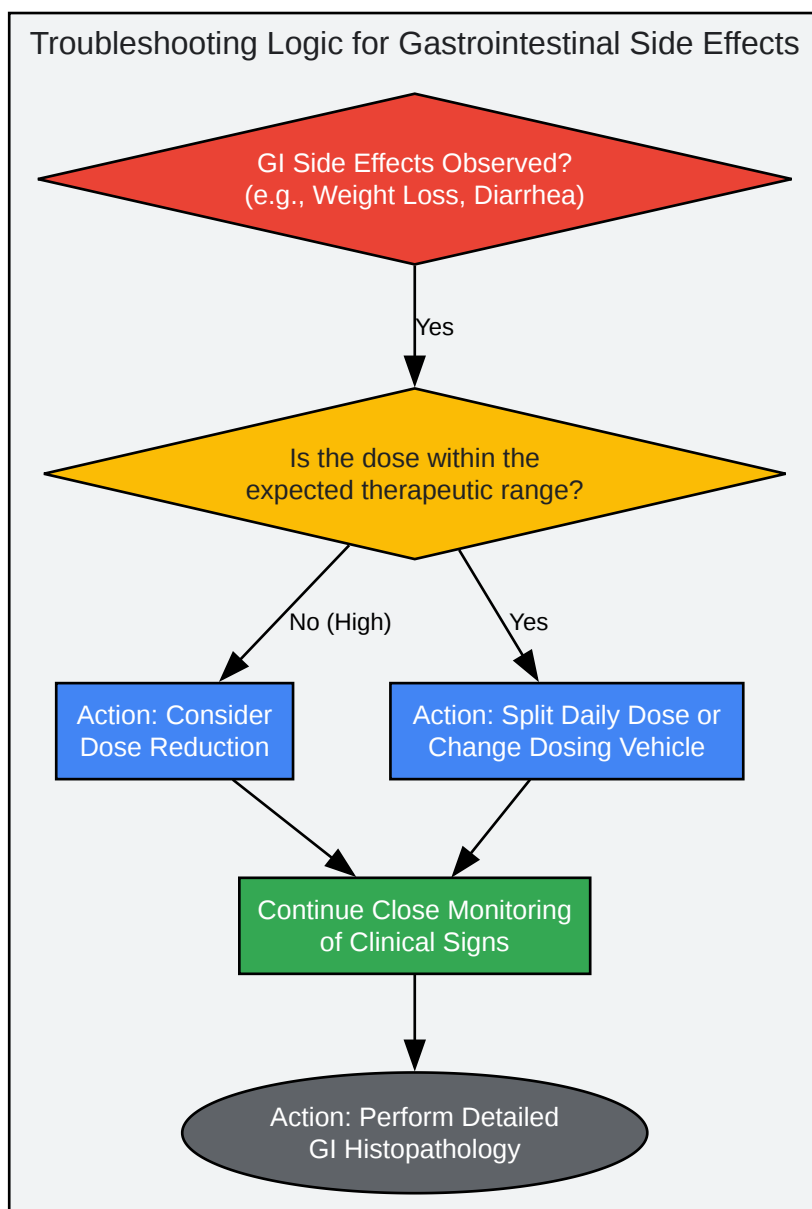 Troubleshooting Logic for Gastrointestinal Side Effects
GI Side Effects Observed?
(e.g., Weight Loss, Diarrhea)
Yes
Is the dose within the
expected therapeutic range?
No (High)
Yes
Action: Consider
Dose Reduction
Action: Split Daily Dose or
Change Dosing Vehicle
Continue Close Monitoring
of Clinical Signs
Action: Perform Detailed
GI Histopathology